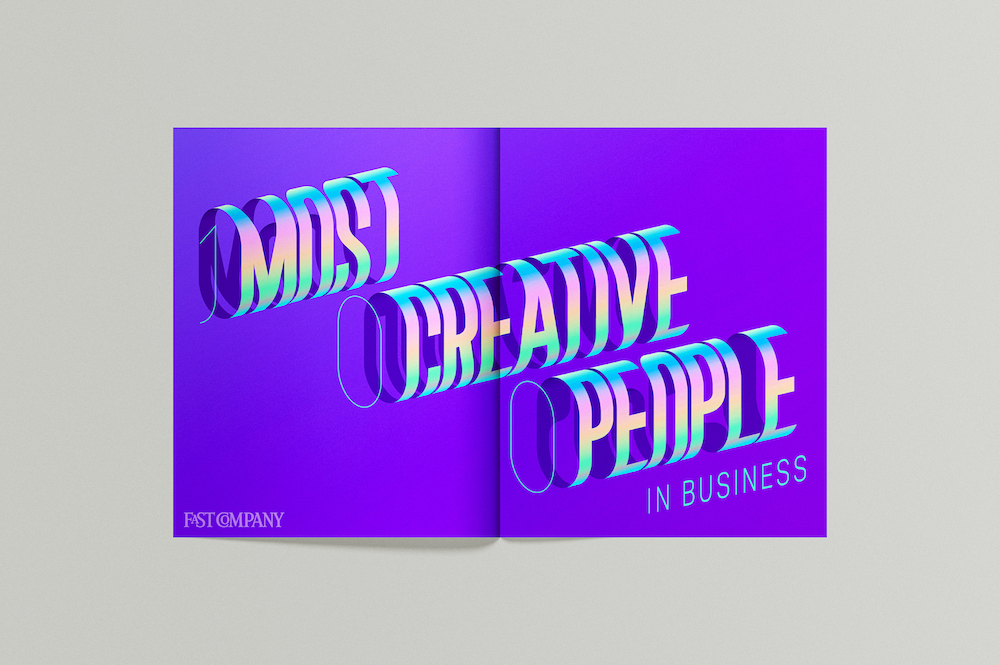 MOST
CREATIVE
PEOPLE
IN BUSINESS
FAST COMPANY